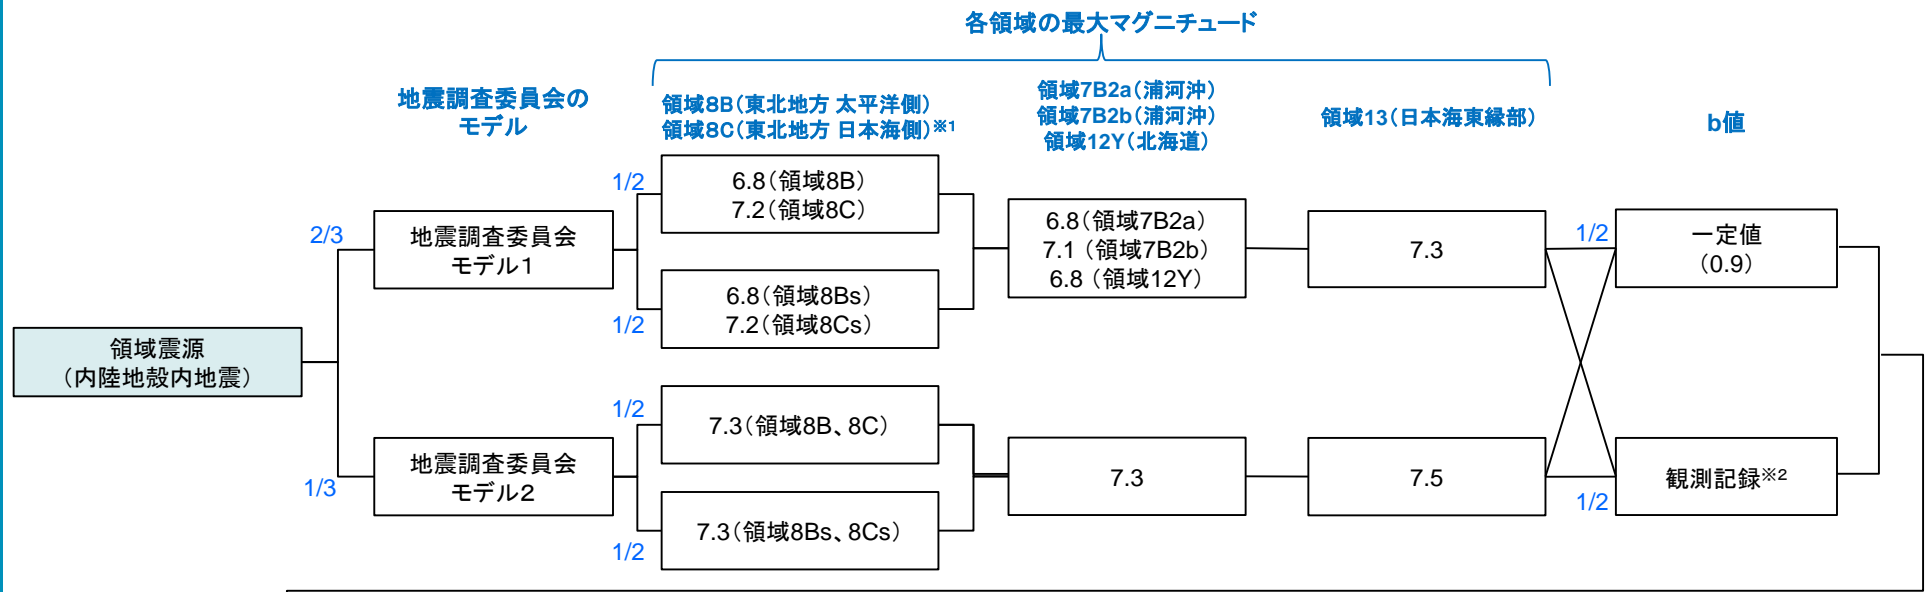 各領域の最大マグニチュード
地震調査委員会の
モデル
領域8B(東北地方 太平洋側)
領域8C(東北地方 日本海側)※1
領域7B2a(浦河沖)
領域7B2b(浦河沖)
領域12Y(北海道)
領域13(日本海東縁部)
b値
領域震源
(内陸地殻内地震)
2/3
地震調査委員会
モデル1
1/2
6.8(領域8B)
7.2(領域8C)
1/2
6.8(領域8Bs)
7.2(領域8Cs)
6.8(領域7B2a)
7.1 (領域7B2b)
6.8 (領域12Y)
7.3
1/2
一定値
(0.9)
1/3
地震調査委員会
モデル2
1/2
7.3(領域8B、8C)
1/2
7.3(領域8Bs、8Cs)
7.3
7.5
1/2
観測記録※2